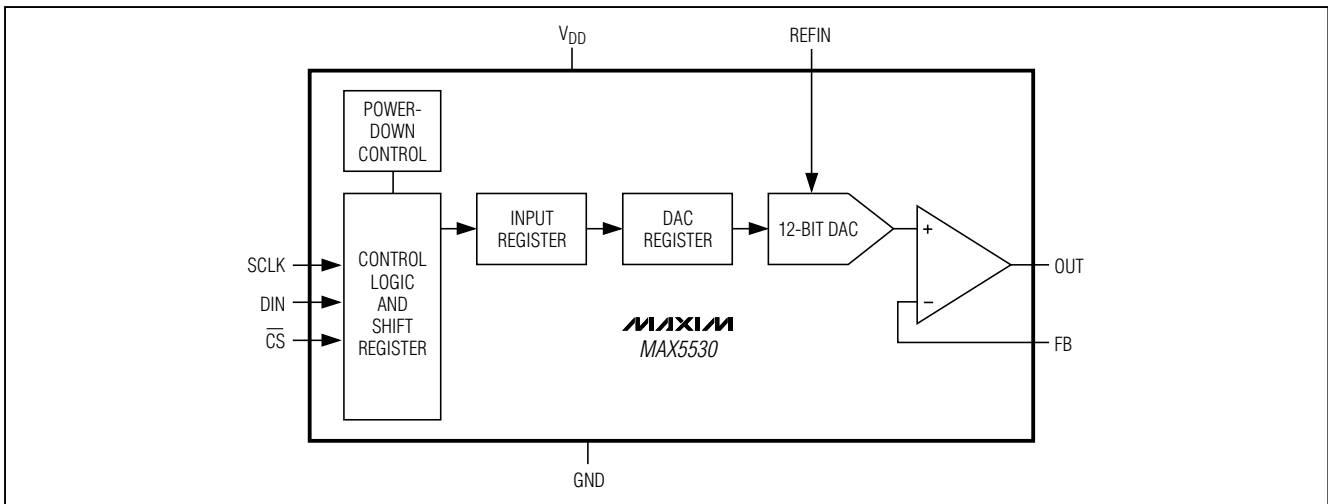 VDD
REFIN
POWER-
DOWN
CONTROL
INPUT
REGISTER
DAC
REGISTER
12-BIT DAC
+
−
SCLK
DIN
CS
CONTROL
LOGIC
AND
SHIFT
REGISTER
OUT
FB
MAXIM
MAX5530
GND